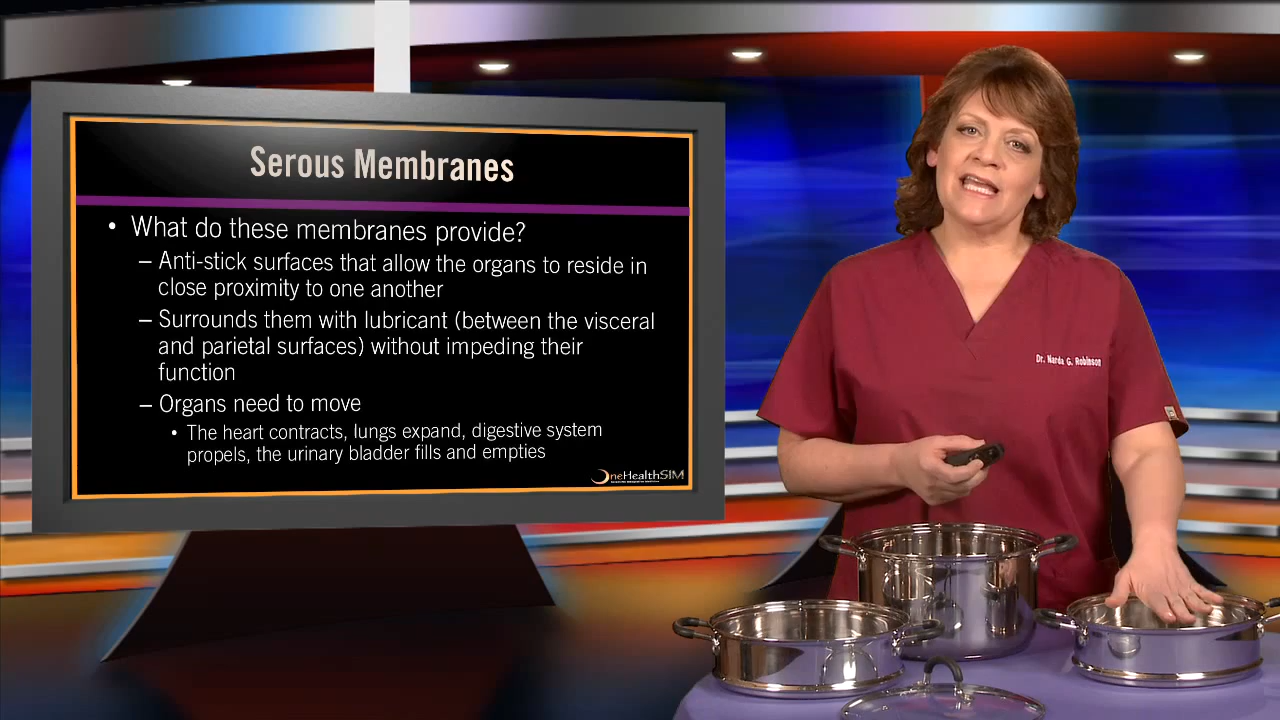 Serous Membranes
• What do these membranes provide?
– Anti-stick surfaces that allow the organs to reside in
close proximity to one another
– Surrounds them with lubricant (between the visceral
and parietal surfaces) without impeding their
function
– Organs need to move
• The heart contracts, lungs expand, digestive system
propels, the urinary bladder fills and empties
OneHealthSIM
Dr. Narda G. Robinson